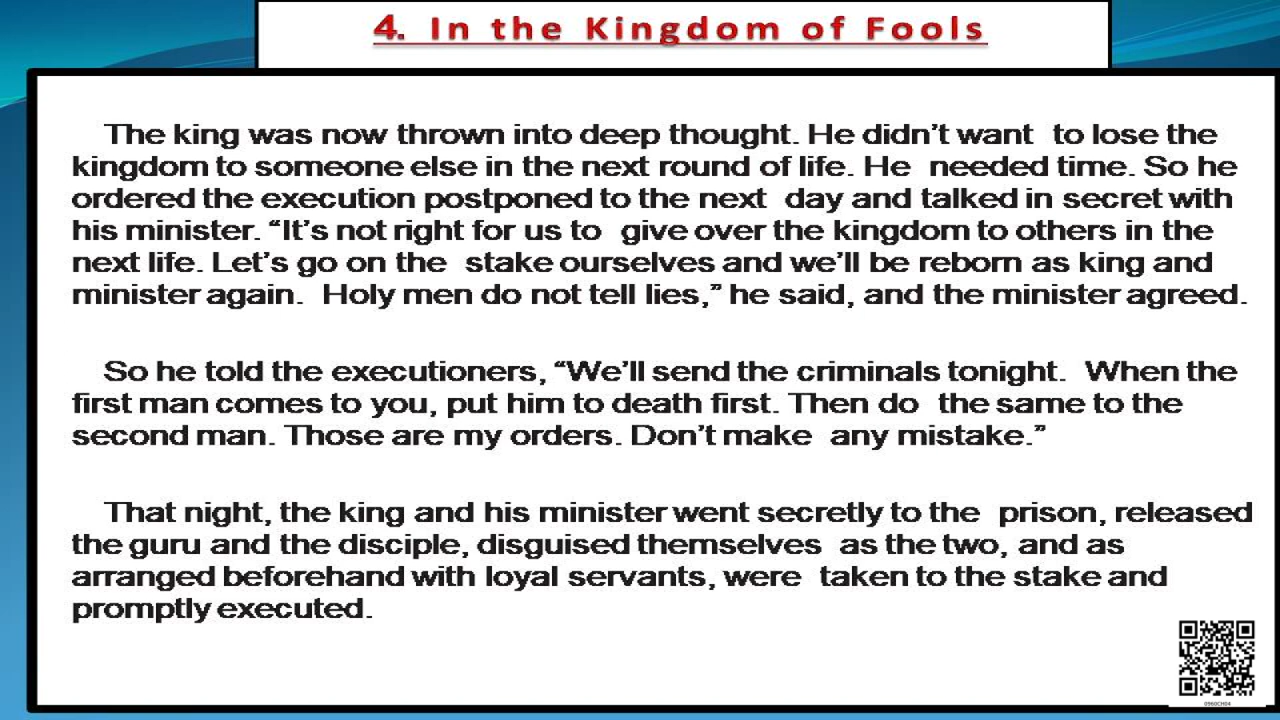 4. In the Kingdom of Fools
The king was now thrown into deep thought. He didn’t want to lose the
kingdom to someone else in the next round of life. He needed time. So he
ordered the execution postponed to the next day and talked in secret with
his minister. “It’s not right for us to give over the kingdom to others in the
next life. Let’s go on the stake ourselves and we’ll be reborn as king and
minister again. Holy men do not tell lies,” he said, and the minister agreed.
So he told the executioners, “We’ll send the criminals tonight. When the
first man comes to you, put him to death first. Then do the same to the
second man. Those are my orders. Don’t make any mistake.”
That night, the king and his minister went secretly to the prison, released
the guru and the disciple, disguised themselves as the two, and as
arranged beforehand with loyal servants, were taken to the stake and
promptly executed.
0960CH04